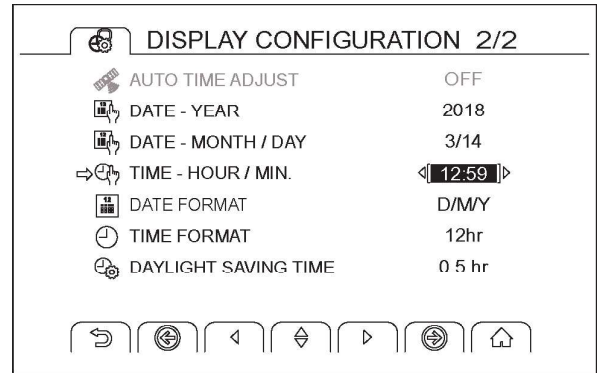 DISPLAY CONFIGURATION 2/2
AUTO TIME ADJUST OFF
DATE - YEAR 2018
DATE - MONTH / DAY 3/14
TIME - HOUR / MIN. 12:59
DATE FORMAT D/M/Y
TIME FORMAT 12hr
DAYLIGHT SAVING TIME 0.5 hr